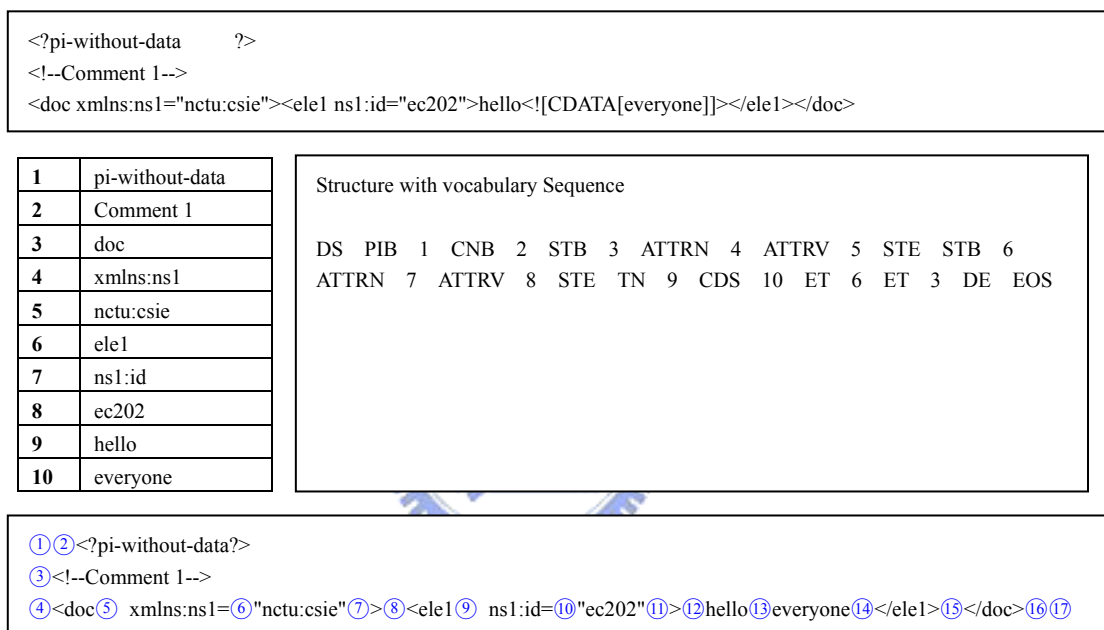 <?pi-without-data ?>
<!--Comment 1-->
<doc xmlns:ns1="nctu:csie"><ele1 ns1:id="ec202">hello<![CDATA[everyone]]></ele1></doc>
1 pi-without-data
2 Comment 1
3 doc
4 xmlns:ns1
5 nctu:csie
6 ele1
7 ns1:id
8 ec202
9 hello
10 everyone
Structure with vocabulary Sequence
DS PIB 1 CNB 2 STB 3 ATTRN 4 ATTRV 5 STE STB 6
ATTRN 7 ATTRV 8 STE TN 9 CDS 10 ET 6 ET 3 DE EOS
①②<?pi-without-data?>
③<!--Comment 1-->
④<doc⑤ xmlns:ns1=⑥"nctu:csie"⑦>⑧<ele1⑨ ns1:id=⑩"ec202"⑪>⑫hello⑬everyone⑭</ele1>⑮</doc>⑯⑰